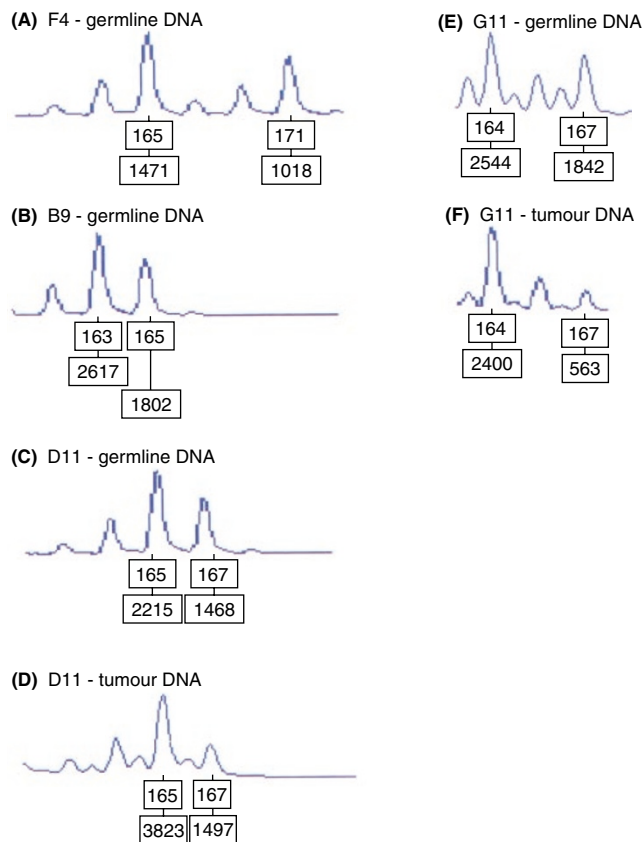 (A) F4 - germline DNA
165 171
1471 1018
(B) B9 - germline DNA
163 165
2617
1802
(C) D11 - germline DNA
165 167
2215 1468
(D) D11 - tumour DNA
165 167
3823 1497
(E) G11 - germline DNA
164 167
2544 1842
(F) G11 - tumour DNA
164 167
2400 563